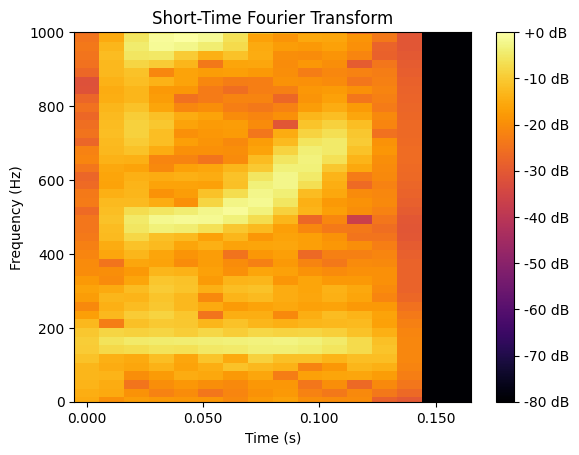 Short-Time Fourier Transform
1000
800
600
400
200
0
Frequency (Hz)
0.000
0.050
0.100
0.150
Time (s)
+0 dB
-10 dB
-20 dB
-30 dB
-40 dB
-50 dB
-60 dB
-70 dB
-80 dB